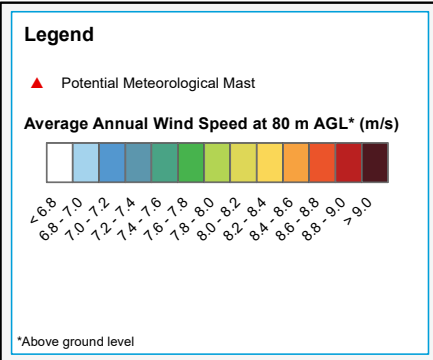 Legend
Potential Meteorological Mast
Average Annual Wind Speed at 80 m AGL* (m/s)
< 6.8
6.8 - 7.0
7.0 - 7.2
7.2 - 7.4
7.4 - 7.6
7.6 - 7.8
7.8 - 8.0
8.0 - 8.2
8.2 - 8.4
8.4 - 8.6
8.6 - 8.8
8.8 - 9.0
> 9.0
*Above ground level